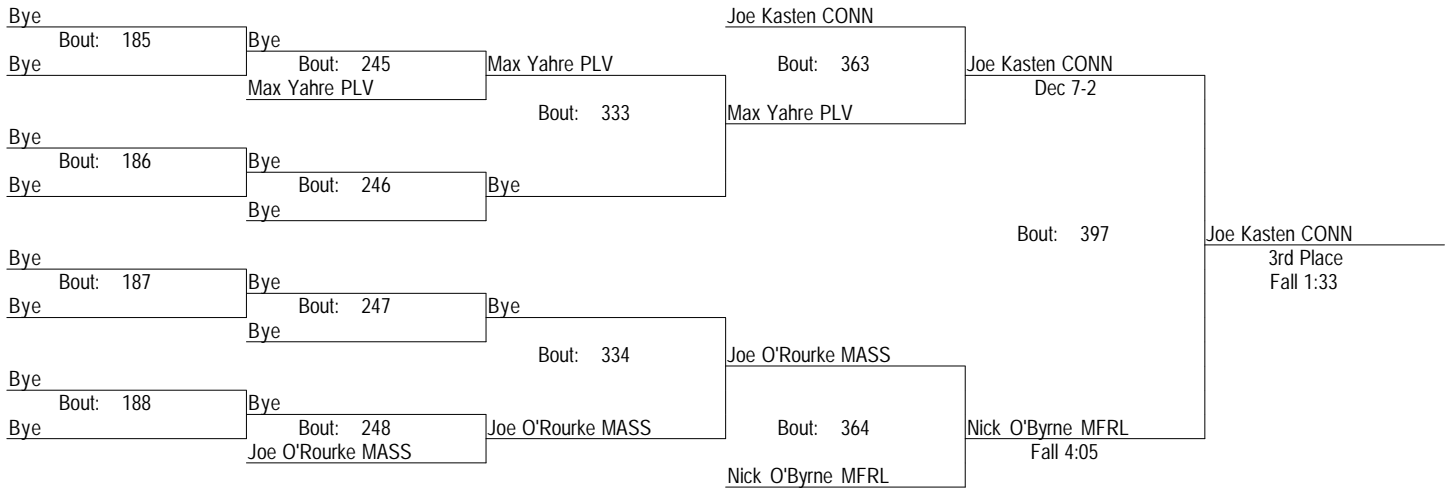 Bye
Joe Kasten CONN
Bout: 185
Bye
Bye
Bout: 245
Max Yahre PLV
Bout: 363
Joe Kasten CONN
Max Yahre PLV
Dec 7-2
Bout: 333
Max Yahre PLV
Bye
Bout: 186
Bye
Bye
Bout: 246
Bye
Bye
Bout: 397
Joe Kasten CONN
3rd Place
Fall 1:33
Bye
Bout: 187
Bye
Bye
Bout: 247
Bye
Bye
Bout: 334
Joe O'Rourke MASS
Bye
Bout: 188
Bye
Bye
Bout: 248
Joe O'Rourke MASS
Bout: 364
Nick O'Byrne MFRL
Joe O'Rourke MASS
Fall 4:05
Nick O'Byrne MFRL